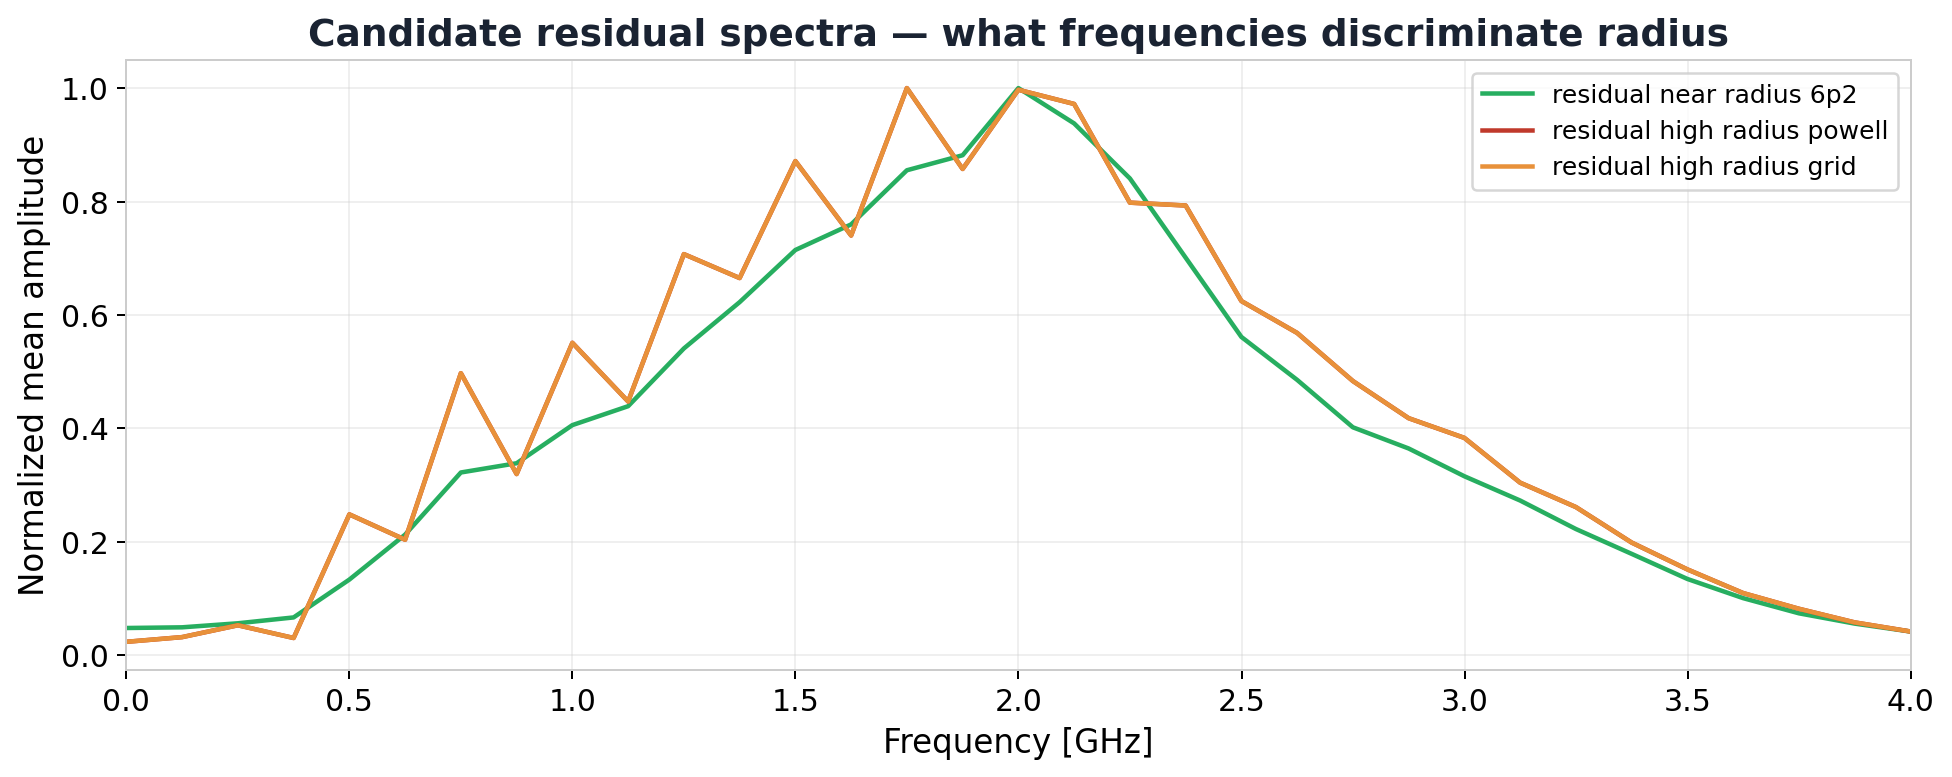 Candidate residual spectra — what frequencies discriminate radius
residual near radius 6p2
residual high radius powell
residual high radius grid
Normalized mean amplitude
1.0
0.8
0.6
0.4
0.2
0.0
0.0 0.5 1.0 1.5 2.0 2.5 3.0 3.5 4.0
Frequency [GHz]